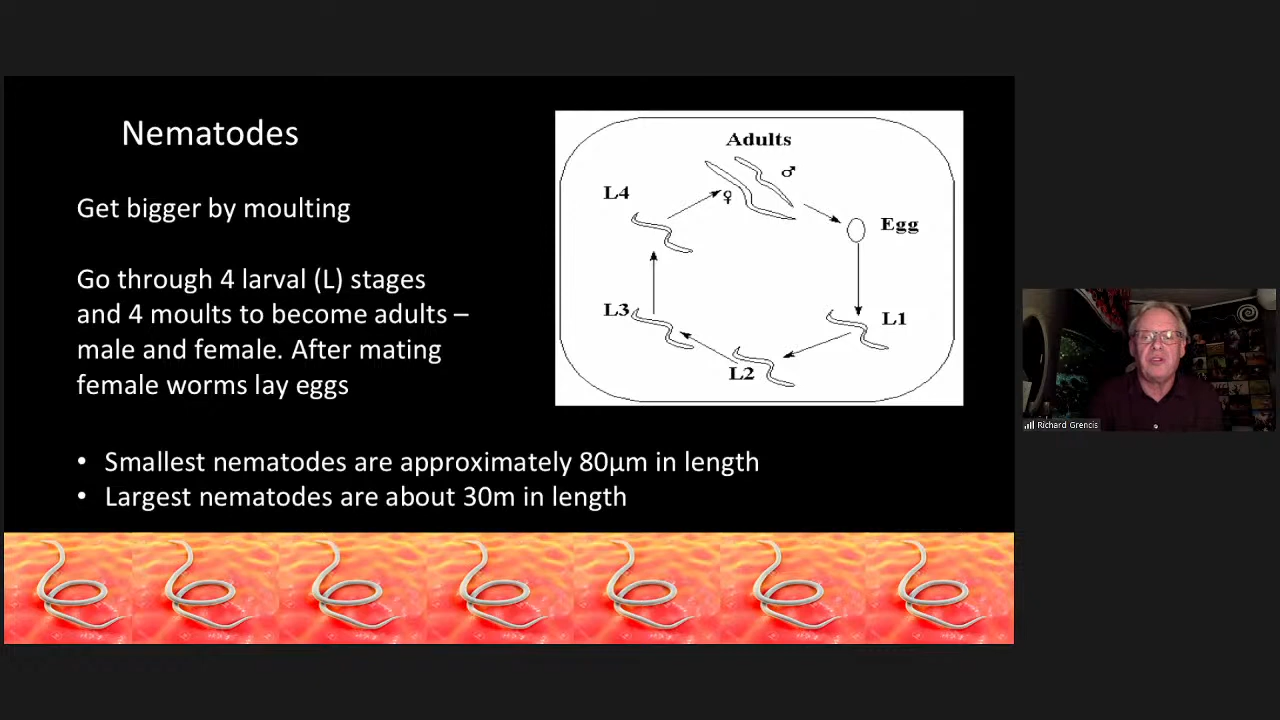 Nematodes
Get bigger by moulting
Go through 4 larval (L) stages
and 4 moults to become adults –
male and female. After mating
female worms lay eggs
• Smallest nematodes are approximately 80µm in length
• Largest nematodes are about 30m in length
Adults
♂
♀
L4
Egg
L3
L1
L2
Richard Grencis